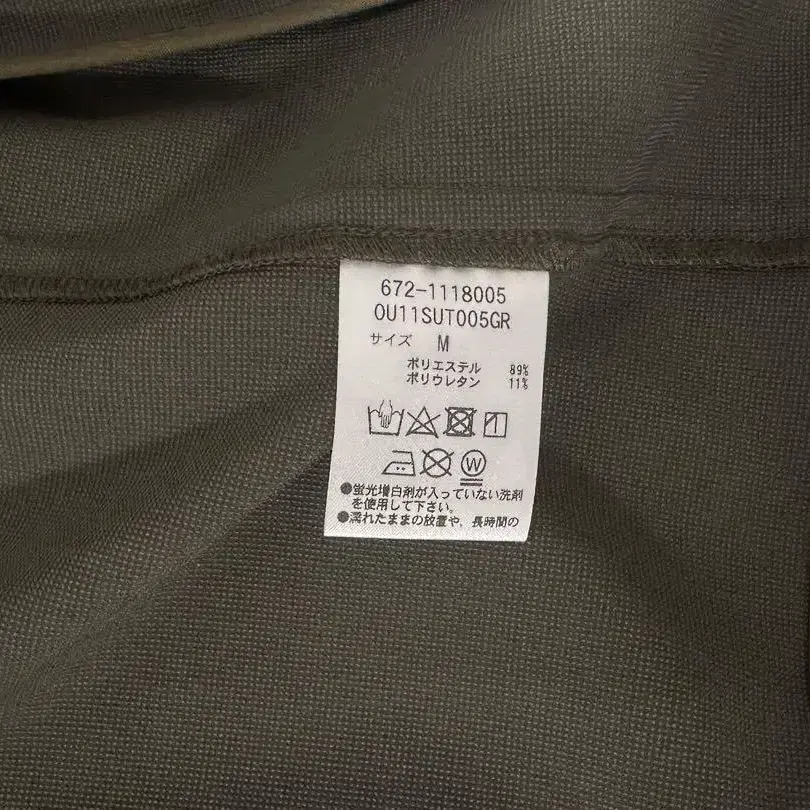 672-1118005
OU11SUT005GR
サイズ M
ポリエステル 89%
ポリウレタン 11%
W
●蛍光増白剤が入っていない洗剤
を使用して下さい。
●濡れたままの放置や、長時間の